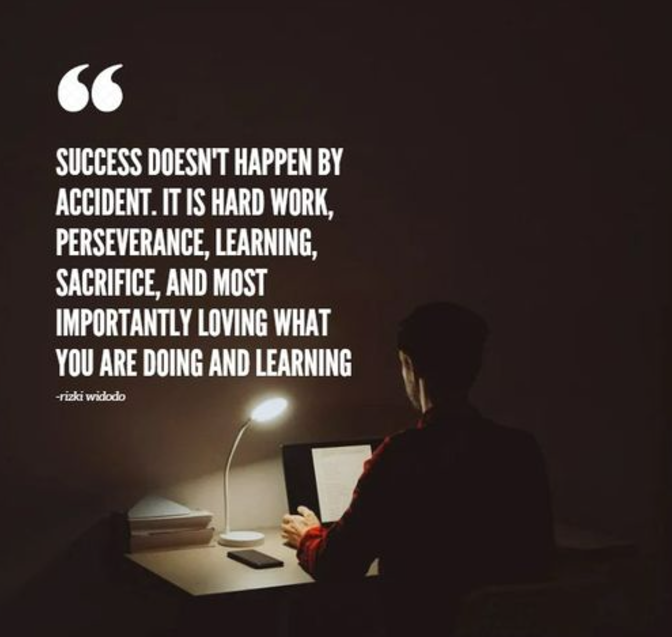 ❝
SUCCESS DOESN'T HAPPEN BY
ACCIDENT. IT IS HARD WORK,
PERSEVERANCE, LEARNING,
SACRIFICE, AND MOST
IMPORTANTLY LOVING WHAT
YOU ARE DOING AND LEARNING
-rizki widodo